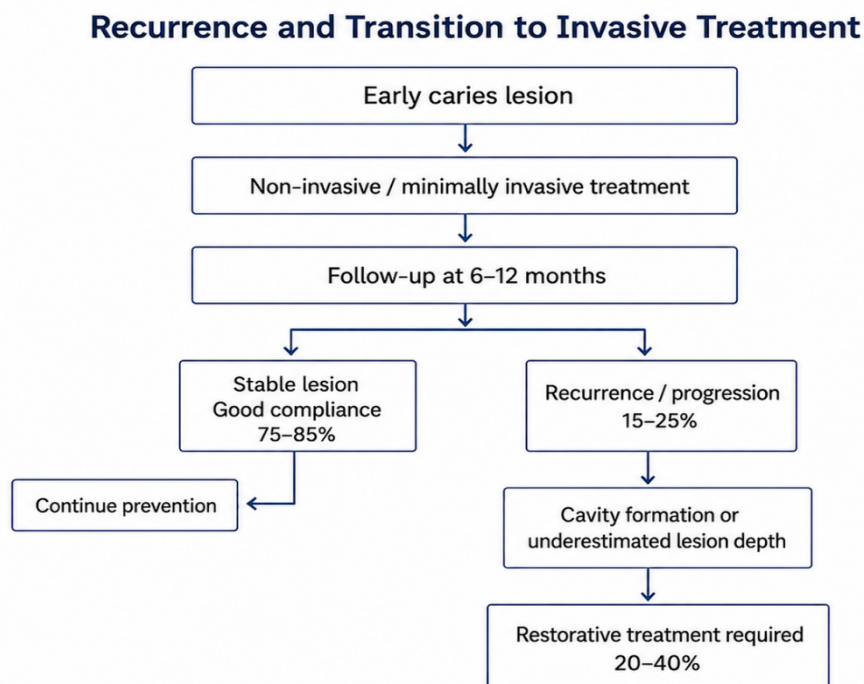 Recurrence and Transition to Invasive Treatment
Early caries lesion
Non-invasive / minimally invasive treatment
Follow-up at 6–12 months
Stable lesion
Good compliance
75–85%
Recurrence / progression
15–25%
Continue prevention
Cavity formation or
underestimated lesion depth
Restorative treatment required
20–40%